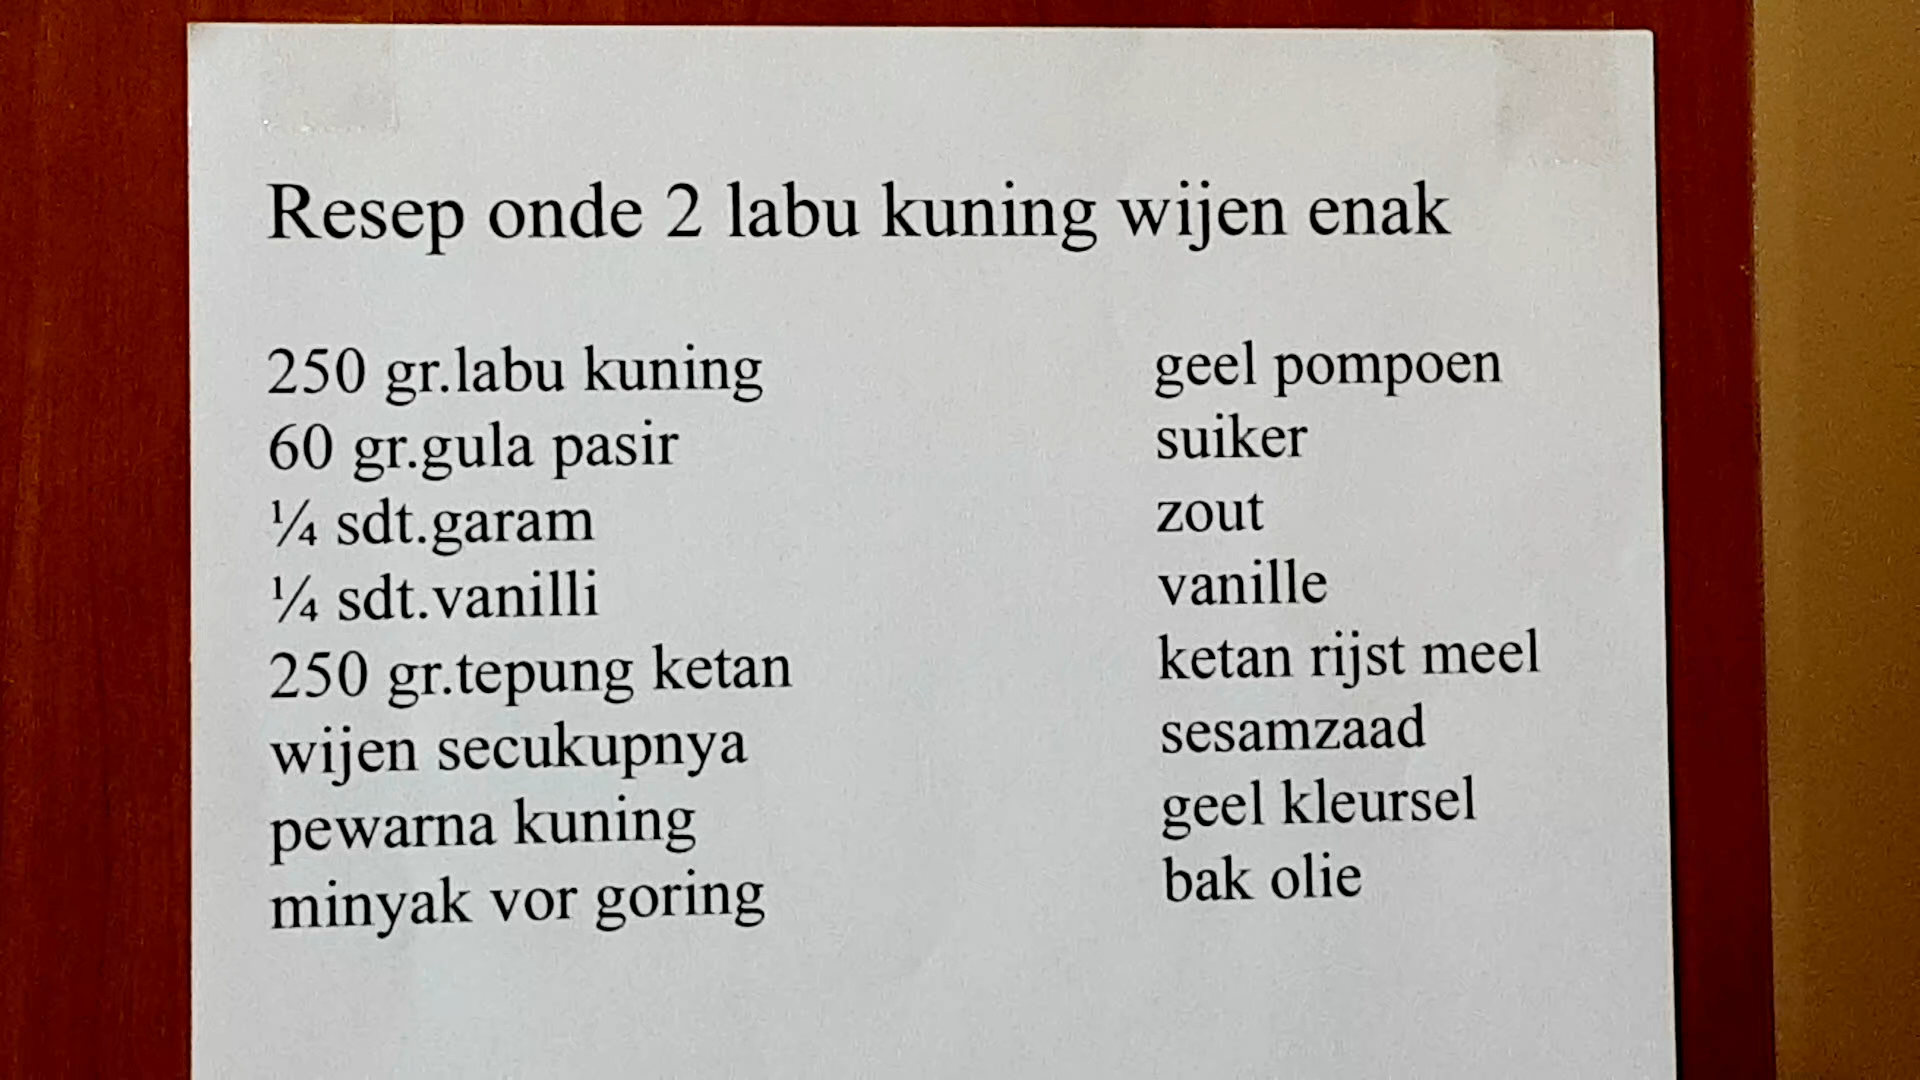 Resep onde 2 labu kuning wijen enak
250 gr.labu kuning geel pompoen
60 gr.gula pasir suiker
¼ sdt.garam zout
¼ sdt.vanilli vanille
250 gr.tepung ketan ketan rijst meel
wijen secukupnya sesamzaad
pewarna kuning geel kleursel
minyak vor goring bak olie